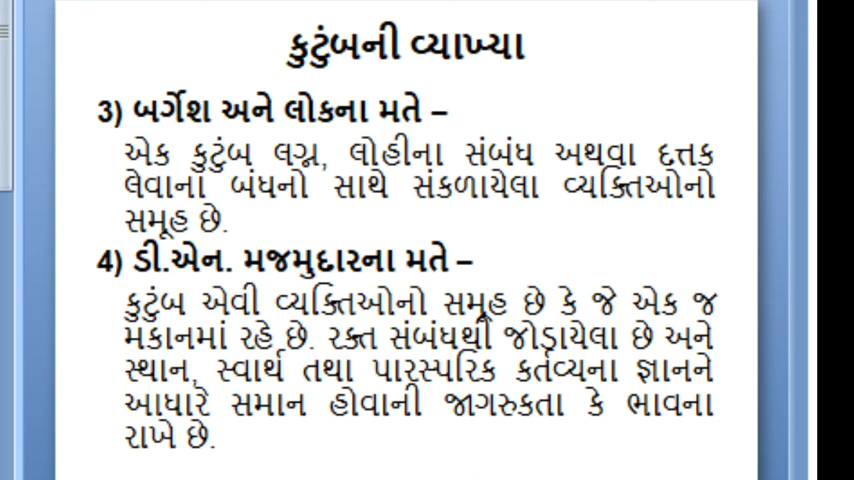 કુટુંબની વ્યાખ્યા
3) બર્ગેશ અને લોકના મતે –
એક કુટુંબ લગ્ન, લોહીના સંબંધ અથવા દત્તક
લેવાના બંધનો સાથે સંકળાયેલા વ્યક્તિઓનો
સમૂહ છે.
4) ડી.એન. મજમુદારના મતે –
કુટુંબ એવી વ્યક્તિઓનો સમૂહ છે કે જે એક જ
મકાનમાં રહે છે. રક્ત સંબંધથી જોડાયેલા છે અને
સ્થાન, સ્વાર્થ તથા પારસ્પરિક કર્તવ્યના જ્ઞાનને
આધારે સમાન હોવાની જાગરુકતા કે ભાવના
રાખે છે.